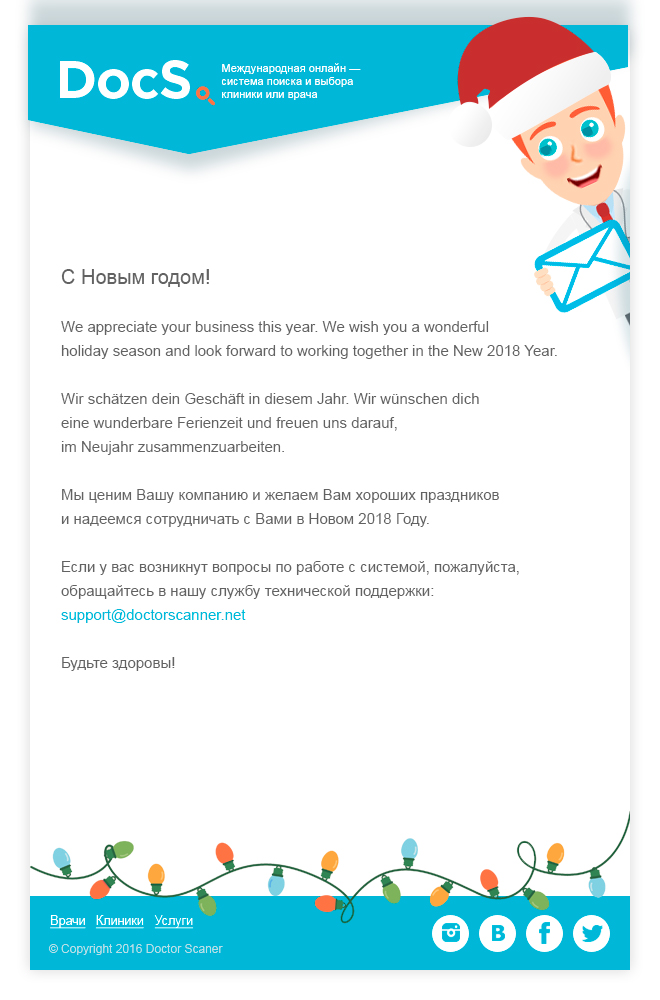 DocS
Международная онлайн —
система поиска и выбора
клиники или врача
С Новым годом!
We appreciate your business this year. We wish you a wonderful
holiday season and look forward to working together in the New 2018 Year.
Wir schätzen dein Geschäft in diesem Jahr. Wir wünschen dich
eine wunderbare Ferienzeit und freuen uns darauf,
im Neujahr zusammenzuarbeiten.
Мы ценим Вашу компанию и желаем Вам хороших праздников
и надеемся сотрудничать с Вами в Новом 2018 Году.
Если у вас возникнут вопросы по работе с системой, пожалуйста,
обращайтесь в нашу службу технической поддержки:
support@doctorscanner.net
Будьте здоровы!
Врачи Клиники Услуги
© Copyright 2016 Doctor Scaner